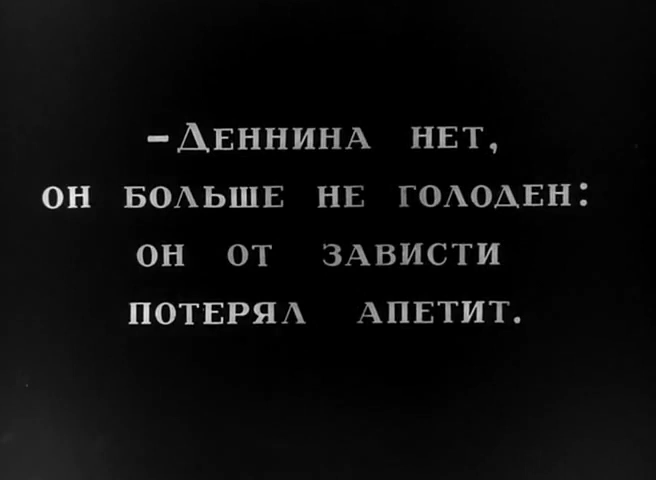 –Деннина нет,
он больше не голоден:
он от зависти
потерял апетит.